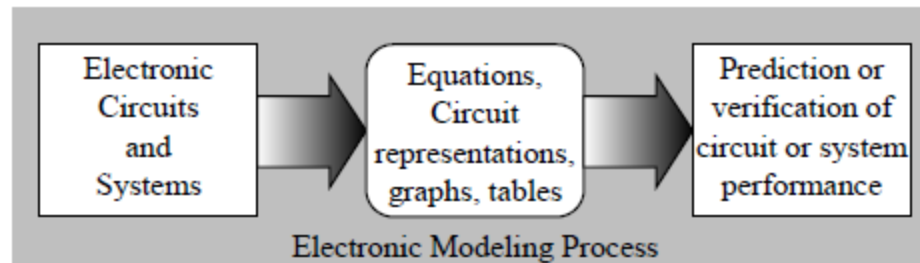 Electronic
Circuits
and
Systems
Equations,
Circuit
representations,
graphs, tables
Prediction or
verification of
circuit or system
performance
Electronic Modeling Process